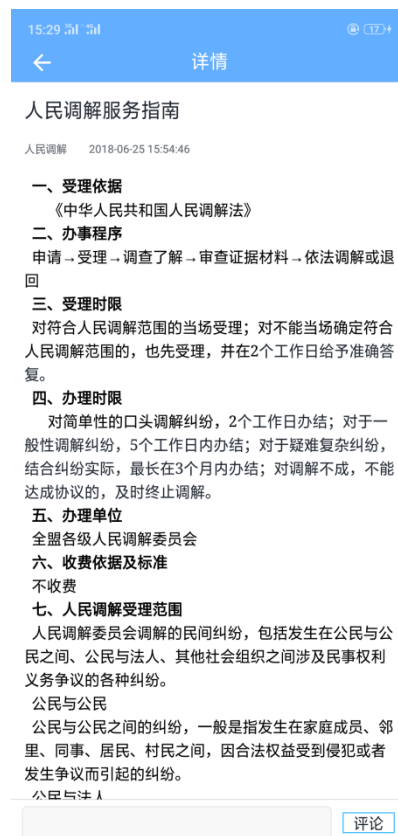 15:29
17
详情
人民调解服务指南
人民调解 2018-06-25 15:54:46
一、受理依据
《中华人民共和国人民调解法》
二、办事程序
申请→受理→调查了解→审查证据材料→依法调解或退
回
三、受理时限
对符合人民调解范围的当场受理；对不能当场确定符合
人民调解范围的，也先受理，并在2个工作日给予准确答
复。
四、办理时限
对简单性的口头调解纠纷，2个工作日办结；对于一
般性调解纠纷，5个工作日内办结；对于疑难复杂纠纷，
结合纠纷实际，最长在3个月内办结；对调解不成，不能
达成协议的，及时终止调解。
五、办理单位
全盟各级人民调解委员会
六、收费依据及标准
不收费
七、人民调解受理范围
人民调解委员会调解的民间纠纷，包括发生在公民与公
民之间、公民与法人、其他社会组织之间涉及民事权利
义务争议的各种纠纷。
公民与公民
公民与公民之间的纠纷，一般是指发生在家庭成员、邻
里、同事、居民、村民之间，因合法权益受到侵犯或者
发生争议而引起的纠纷。
公民与法人
评论